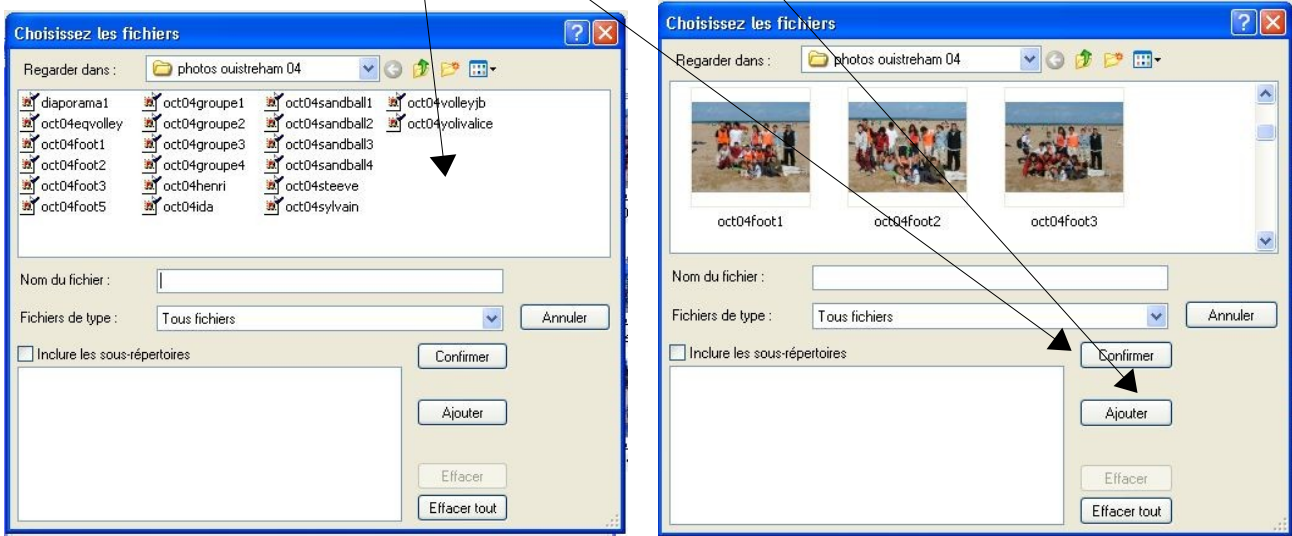 Choisissez les fichiers
Regarder dans :
photos ouistreham 04
diaporama1
oct04eqvolley
oct04foot1
oct04foot2
oct04foot3
oct04foot5
oct04groupe1
oct04groupe2
oct04groupe3
oct04groupe4
oct04henri
oct04ida
oct04sandball1
oct04sandball2
oct04sandball3
oct04sandball4
oct04steeve
oct04sylvain
oct04volleyjb
oct04yolivalice
Nom du fichier :
Fichiers de type :
Tous fichiers
Annuler
Inclure les sous-répertoires
Confirmer
Ajouter
Effacer
Effacer tout
Choisissez les fichiers
Regarder dans :
photos ouistreham 04
oct04foot1
oct04foot2
oct04foot3
Nom du fichier :
Fichiers de type :
Tous fichiers
Annuler
Inclure les sous-répertoires
Confirmer
Ajouter
Effacer
Effacer tout